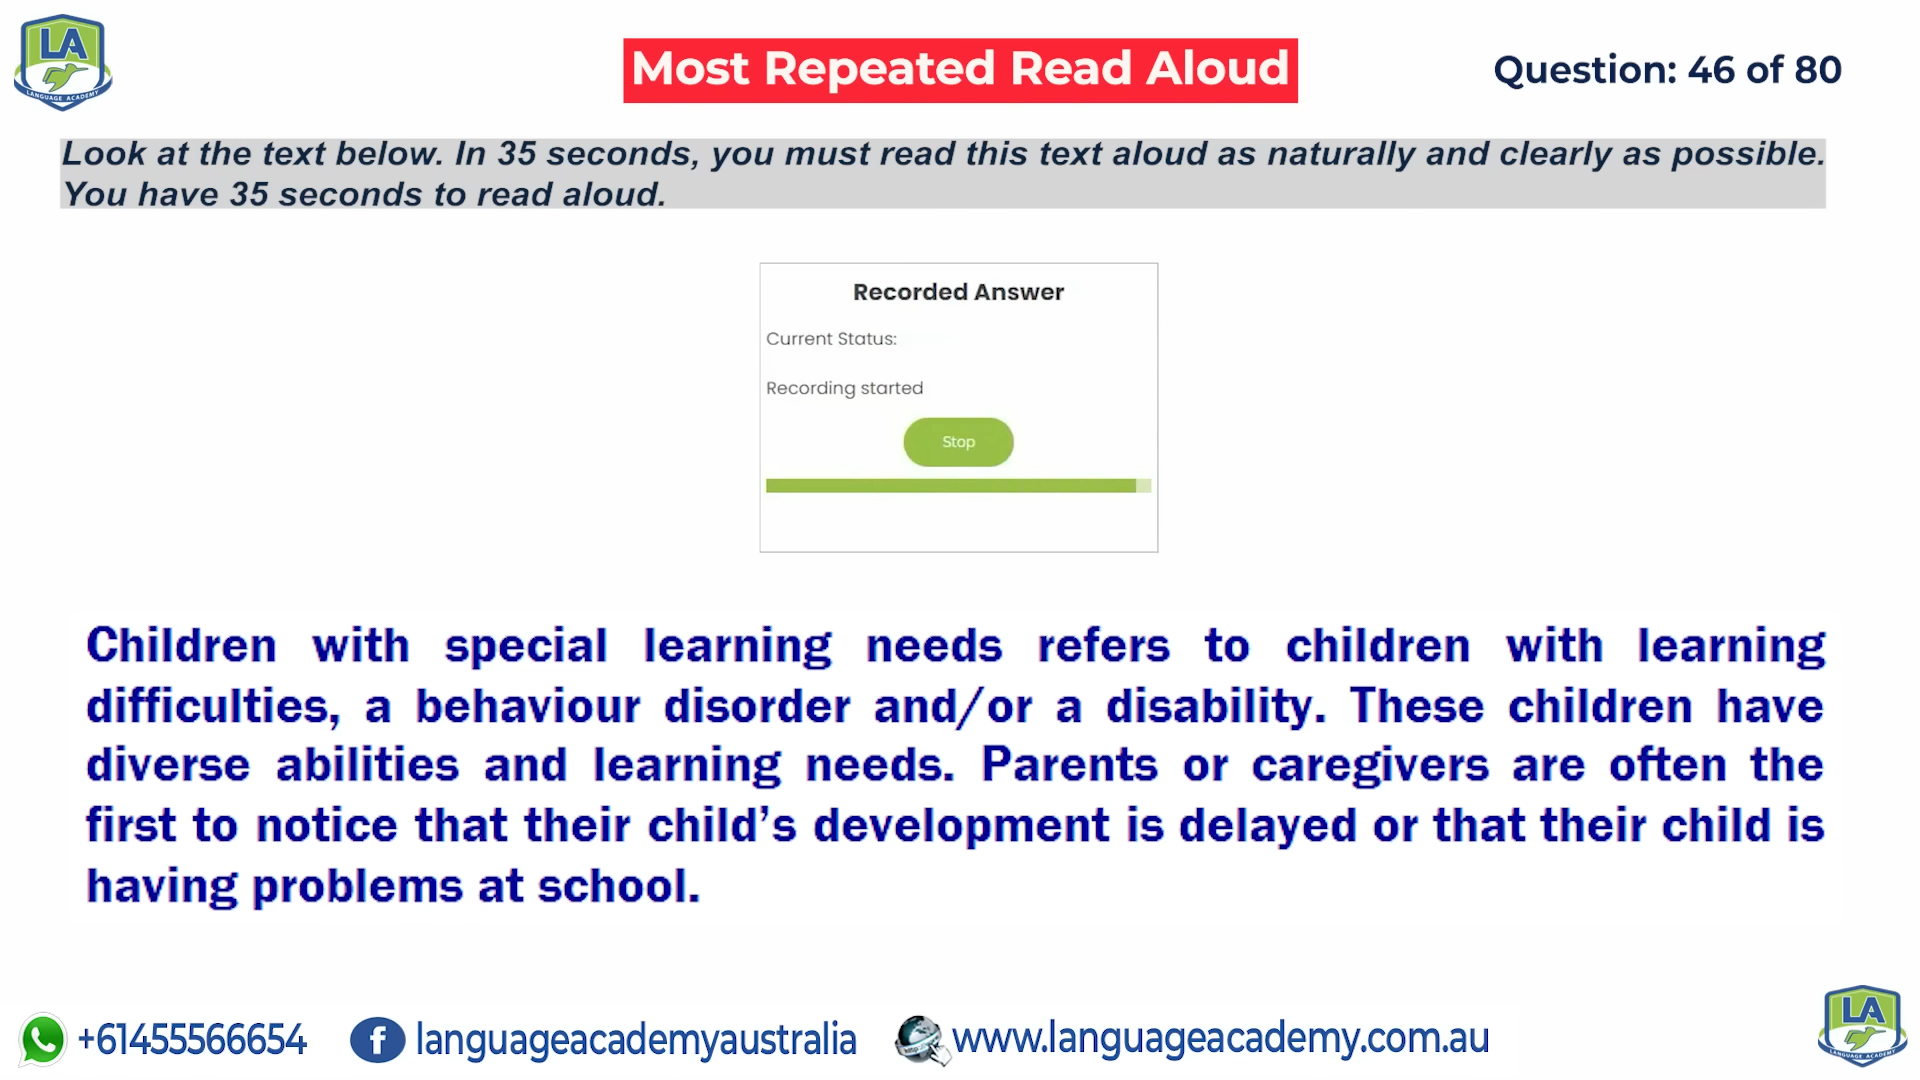 LA
LANGUAGE ACADEMY
Most Repeated Read Aloud
Question: 46 of 80
Look at the text below. In 35 seconds, you must read this text aloud as naturally and clearly as possible.
You have 35 seconds to read aloud.
Recorded Answer
Current Status:
Recording started
Stop
Children with special learning needs refers to children with learning
difficulties, a behaviour disorder and/or a disability. These children have
diverse abilities and learning needs. Parents or caregivers are often the
first to notice that their child’s development is delayed or that their child is
having problems at school.
+61455566654
f
languageacademyaustralia
http
www.languageacademy.com.au
LA
LANGUAGE ACADEMY